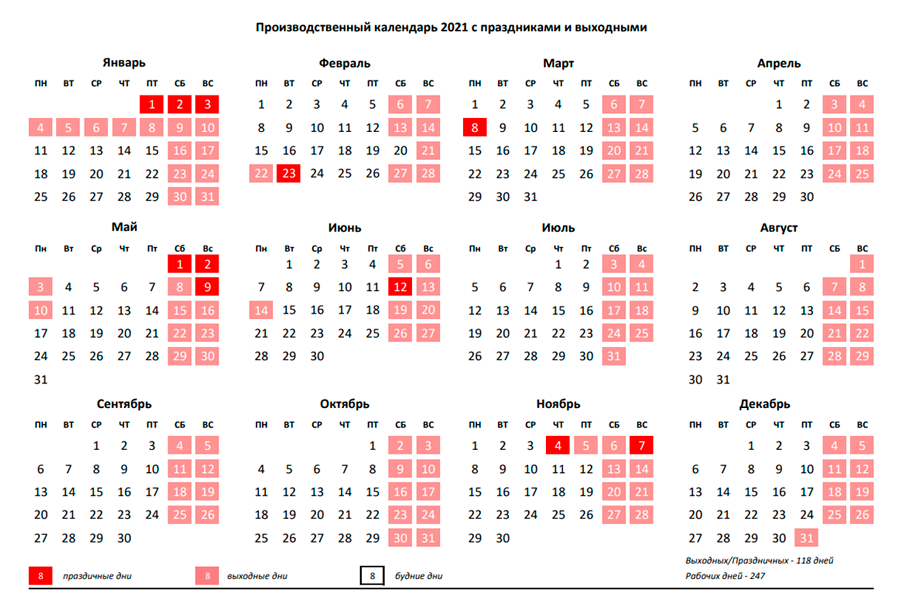 Производственный календарь 2021 с праздниками и выходными
Январь Февраль Март Апрель
ПН ВТ СР ЧТ ПТ СБ ВС ПН ВТ СР ЧТ ПТ СБ ВС ПН ВТ СР ЧТ ПТ СБ ВС ПН ВТ СР ЧТ ПТ СБ ВС
1 2 3 1 2 3 4 5 6 7 1 2 3 4 5 6 7 1 2 3 4
4 5 6 7 8 9 10 8 9 10 11 12 13 14 8 9 10 11 12 13 14 5 6 7 8 9 10 11
11 12 13 14 15 16 17 15 16 17 18 19 20 21 15 16 17 18 19 20 21 12 13 14 15 16 17 18
18 19 20 21 22 23 24 22 23 24 25 26 27 28 22 23 24 25 26 27 28 19 20 21 22 23 24 25
25 26 27 28 29 30 31 29 30 31 26 27 28 29 30
Май Июнь Июль Август
Пн Вт Ср Чт Пт Сб Вс Пн Вт Ср Чт Пт Сб Вс ПН ВТ СР ЧТ ПТ СБ ВС ПН ВТ СР ЧТ ПТ СБ ВС
1 2 1 2 3 4 5 6 1 2 3 4 1
3 4 5 6 7 8 9 7 8 9 10 11 12 13 5 6 7 8 9 10 11 2 3 4 5 6 7 8
10 11 12 13 14 15 16 14 15 16 17 18 19 20 12 13 14 15 16 17 18 9 10 11 12 13 14 15
17 18 19 20 21 22 23 21 22 23 24 25 26 27 19 20 21 22 23 24 25 16 17 18 19 20 21 22
24 25 26 27 28 29 30 28 29 30 26 27 28 29 30 31 23 24 25 26 27 28 29
31 30 31
Сентябрь Октябрь Ноябрь Декабрь
ПН ВТ СР ЧТ ПТ СБ ВС ПН ВТ СР ЧТ ПТ СБ ВС ПН ВТ СР ЧТ ПТ СБ ВС ПН ВТ СР ЧТ ПТ СБ ВС
1 2 3 4 5 1 2 3 1 2 3 4 5 6 7 1 2 3 4 5
6 7 8 9 10 11 12 4 5 6 7 8 9 10 8 9 10 11 12 13 14 6 7 8 9 10 11 12
13 14 15 16 17 18 19 11 12 13 14 15 16 17 15 16 17 18 19 20 21 13 14 15 16 17 18 19
20 21 22 23 24 25 26 18 19 20 21 22 23 24 22 23 24 25 26 27 28 20 21 22 23 24 25 26
27 28 29 30 25 26 27 28 29 30 31 29 30 27 28 29 30 31
Выходных/Праздничных - 118 дней
8 праздичные дни 8 выходные дни 8 будние дни Рабочих дней - 247